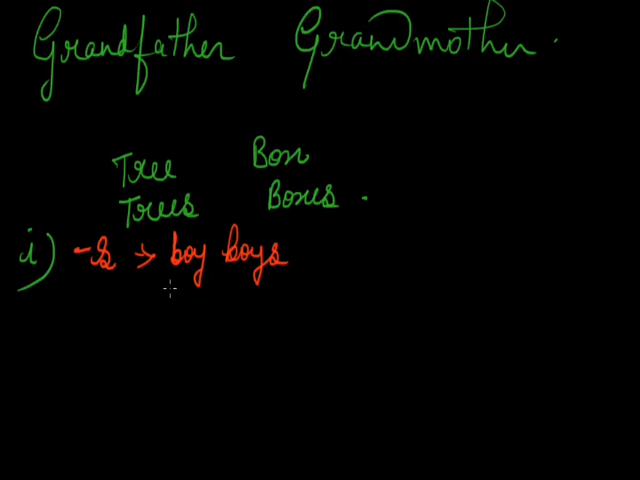 Grandfather Grandmother.
Tree Box
Trees Boxes.
i) -s → boy boys